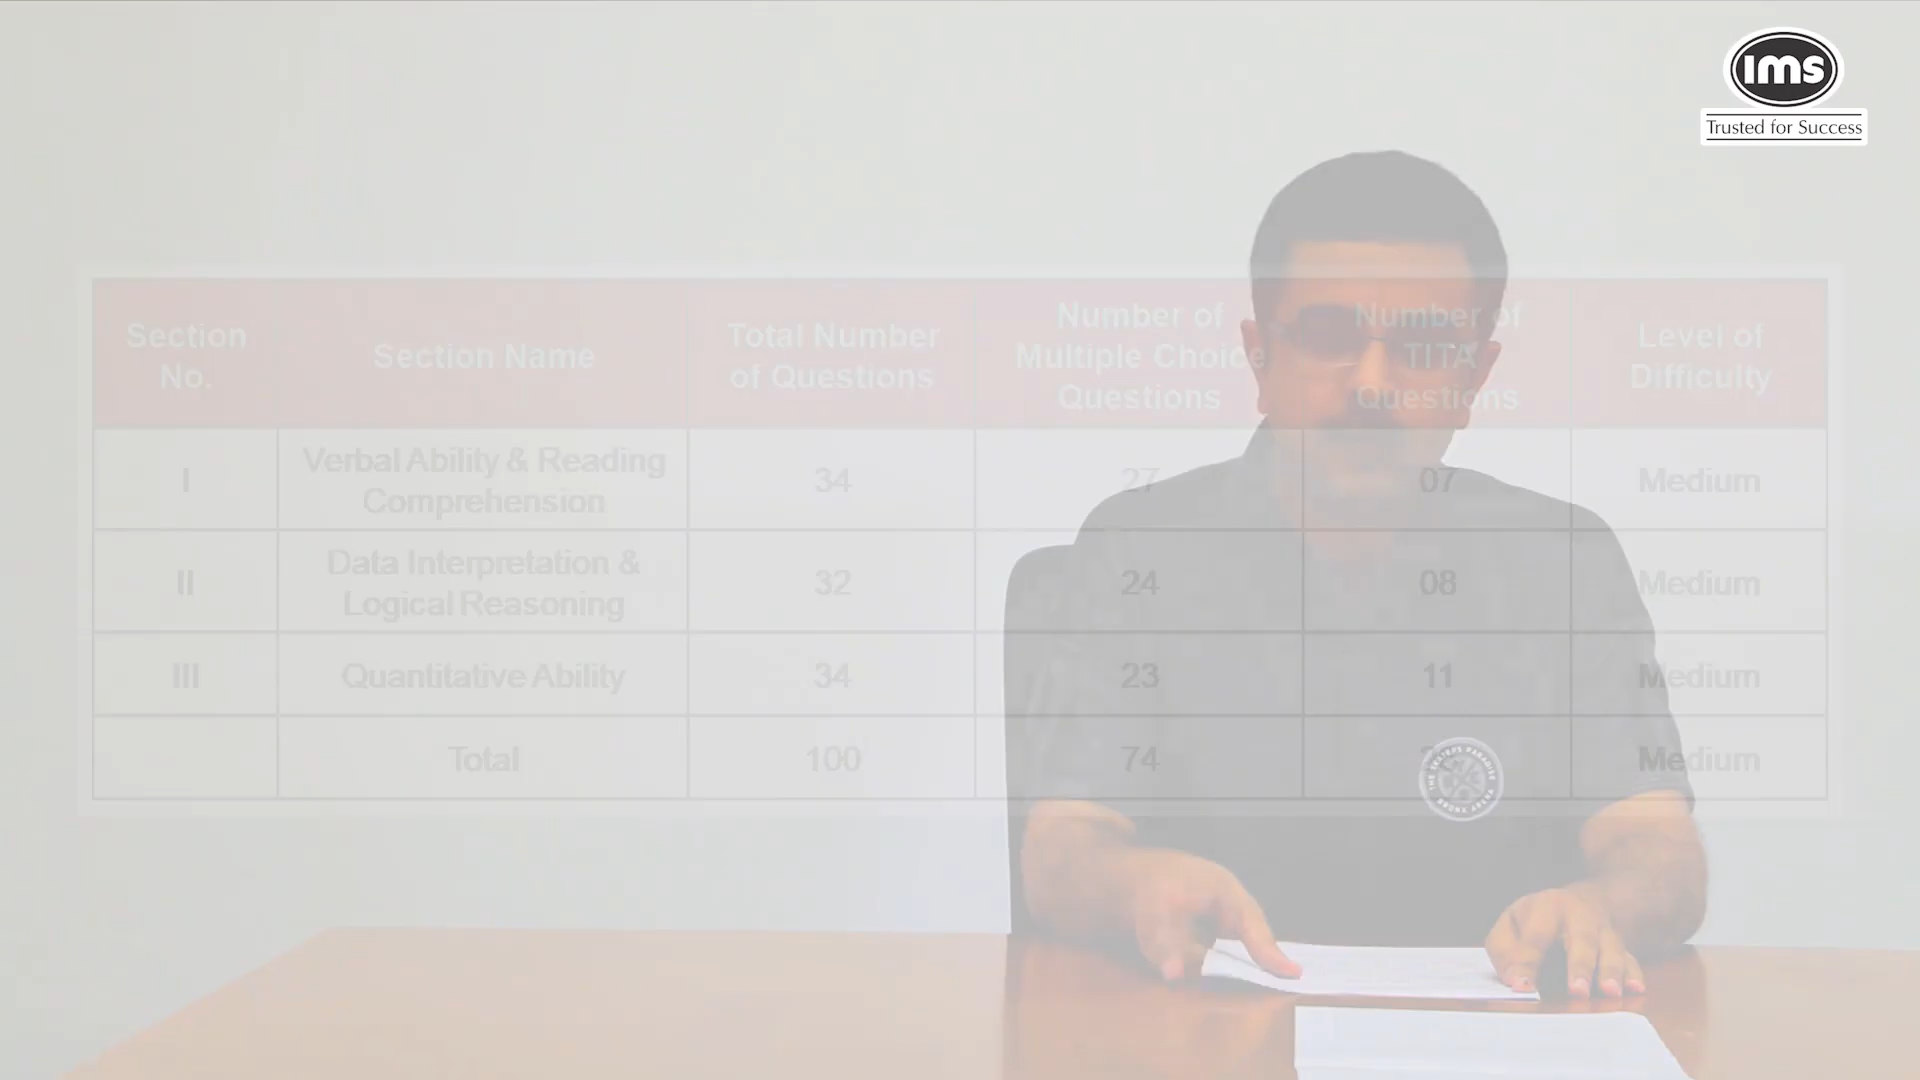 ims
Trusted for Success
Section
No.
Section Name
Total Number
of Questions
Number of
Multiple Choice
Questions
Number of
TITA
Questions
Level of
Difficulty
I
Verbal Ability & Reading
Comprehension
34
27
07
Medium
II
Data Interpretation &
Logical Reasoning
32
24
08
Medium
III
Quantitative Ability
34
23
11
Medium
Total
100
74
Medium